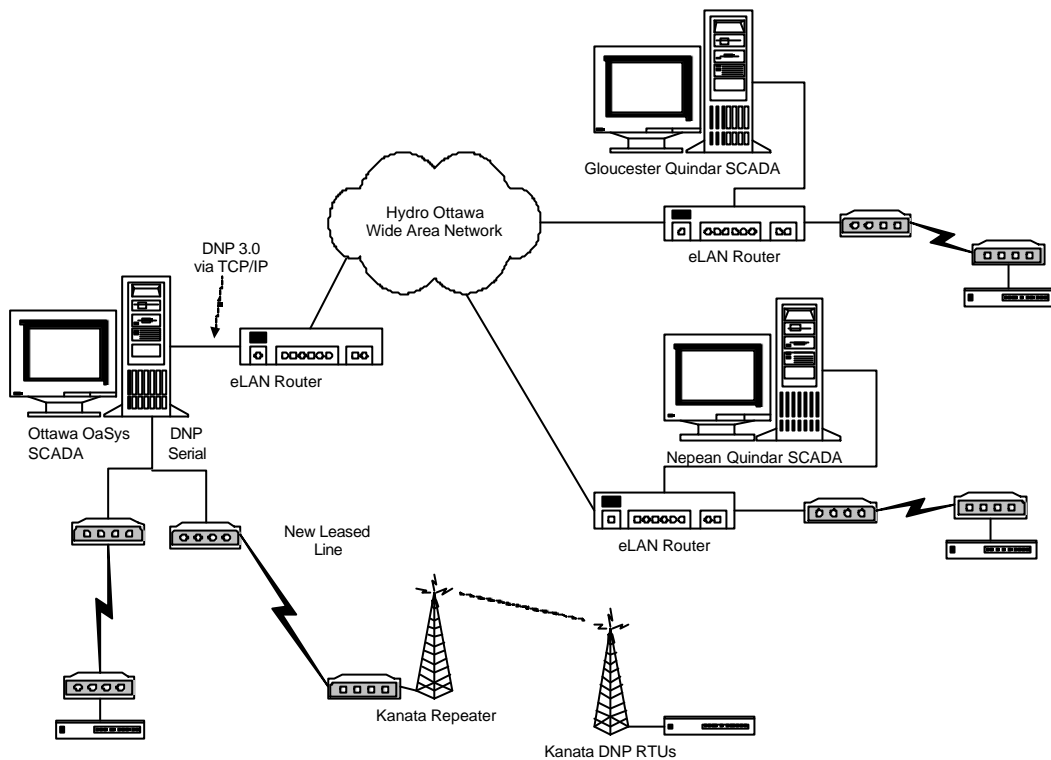 Gloucester Quindar SCADA
Hydro Ottawa
Wide Area Network
eLAN Router
DNP 3.0
via TCP/IP
eLAN Router
Ottawa OaSys
SCADA
DNP
Serial
Nepean Quindar SCADA
eLAN Router
New Leased
Line
Kanata Repeater
Kanata DNP RTUs